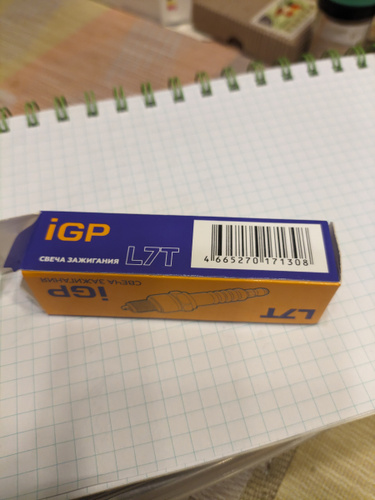 iGP
СВЕЧА ЗАЖИГАНИЯ L7T
4 665270 171308
iGP
СВЕЧА ЗАЖИГАНИЯ
L7T